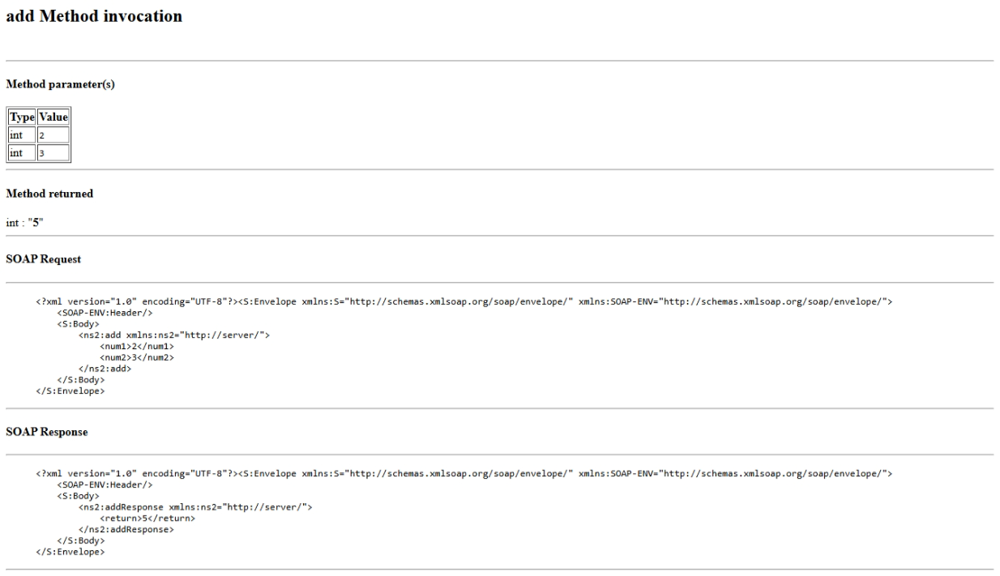 add Method invocation
Method parameter(s)
Type Value
int 2
int 3
Method returned
int : "5"
SOAP Request
<?xml version="1.0" encoding="UTF-8"?><S:Envelope xmlns:S="http://schemas.xmlsoap.org/soap/envelope/" xmlns:SOAP-ENV="http://schemas.xmlsoap.org/soap/envelope/">
<SOAP-ENV:Header/>
<S:Body>
<ns2:add xmlns:ns2="http://server/">
<num1>2</num1>
<num2>3</num2>
</ns2:add>
</S:Body>
</S:Envelope>
SOAP Response
<?xml version="1.0" encoding="UTF-8"?><S:Envelope xmlns:S="http://schemas.xmlsoap.org/soap/envelope/" xmlns:SOAP-ENV="http://schemas.xmlsoap.org/soap/envelope/">
<SOAP-ENV:Header/>
<S:Body>
<ns2:addResponse xmlns:ns2="http://server/">
<return>5</return>
</ns2:addResponse>
</S:Body>
</S:Envelope>